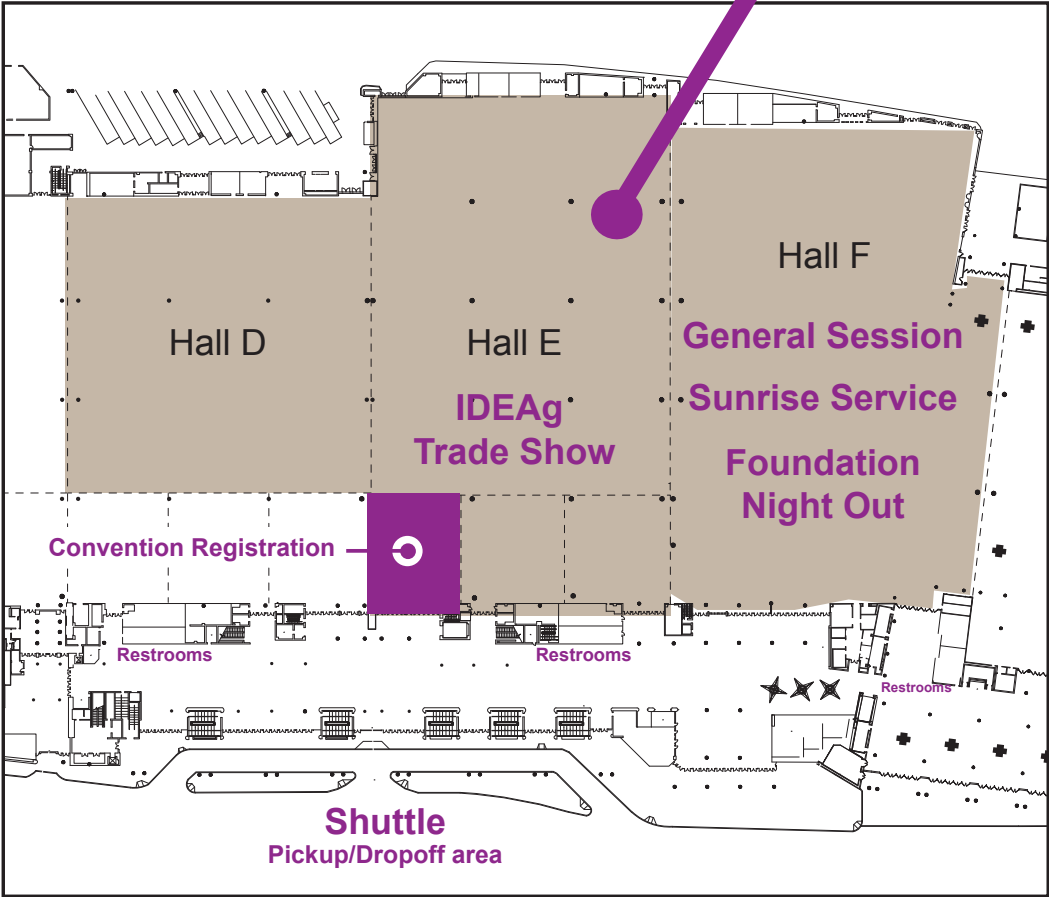 Hall F
Hall D
Hall E
General Session
Sunrise Service
IDEAg
Trade Show
Foundation
Night Out
Convention Registration
Restrooms
Restrooms
Restrooms
Shuttle
Pickup/Dropoff area